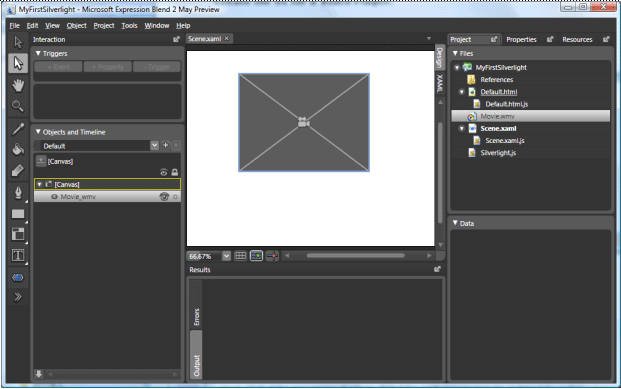 MyFirstSilverlight - Microsoft Expression Blend 2 May Preview
File Edit View Object Project Tools Window Help
Interaction
Triggers
+ Event + Property - Trigger
Objects and Timeline
Default
[Canvas]
[Canvas]
Movie_wmv
Scene.xaml ×
Design
XAML
66,67%
Results
Errors
Output
Project Properties Resources
Files
MyFirstSilverlight
References
Default.html
Default.html.js
Movie.wmv
Scene.xaml
Scene.xaml.js
Silverlight.js
Data